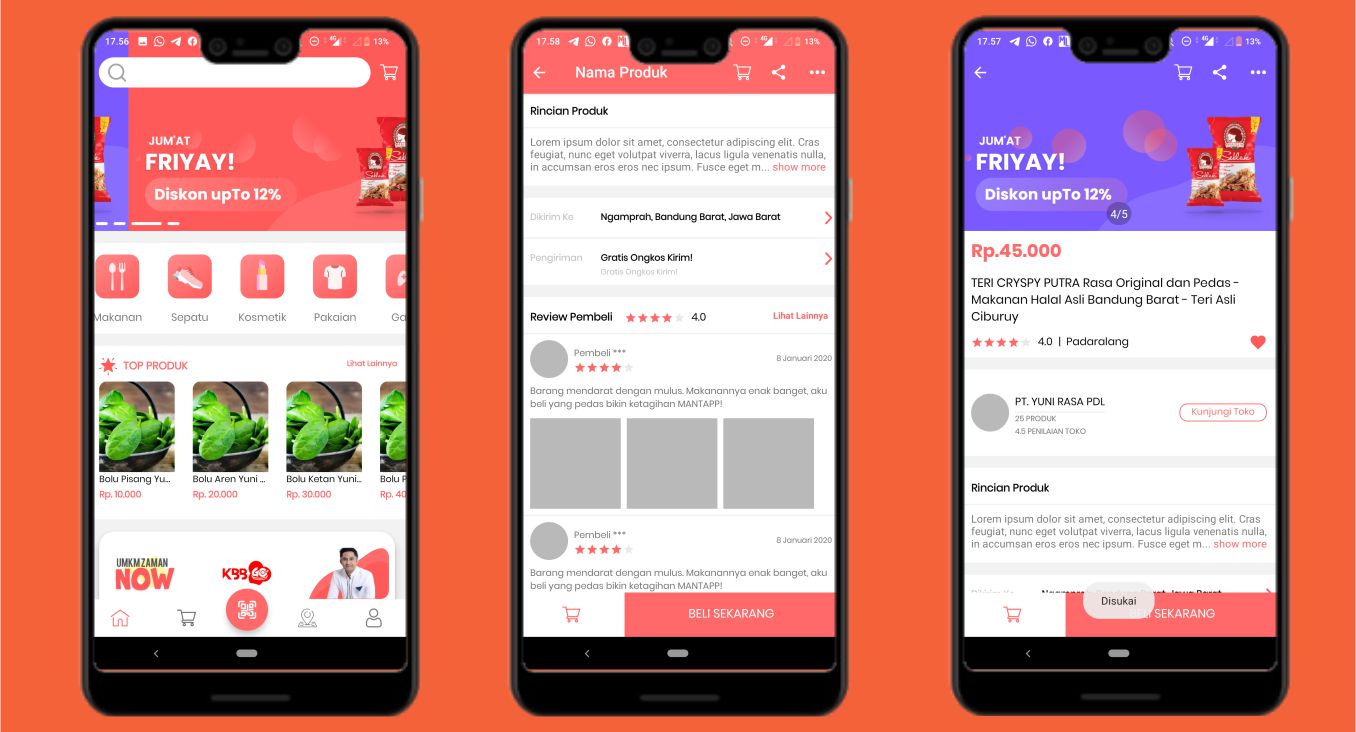 17.56
13%
JUM'AT
FRIYAY!
Diskon upTo 12%
Makanan
Sepatu
Kosmetik
Pakaian
Ga
TOP PRODUK
Lihat Lainnya
Bolu Pisang Yu...
Bolu Aren Yuni ...
Bolu Ketan Yuni...
Bolu P
Rp. 10,000
Rp. 20,000
Rp. 30.000
Rp. 40
UMKM ZAMAN
NOW
KBB GO
17.58
4G
13%
Nama Produk
Rincian Produk
Lorem ipsum dolor sit amet, consectetur adipiscing elit. Cras
feugiat, nunc eget volutpat viverra, lacus ligula venenatis nulla,
in accumsan eros eros nec ipsum. Fusce eget m... show more
Dikirim Ke
Ngamprah, Bandung Barat, Jawa Barat
Pengiriman
Gratis Ongkos Kirim!
Gratis Ongkos Kirim!
Review Pembeli
4.0
Lihat Lainnya
Pembeli ***
8 Januari 2020
Barang mendarat dengan mulus. Makanannya enak banget, aku
beli yang pedas bikin ketagihan MANTAPP!
Pembeli ***
8 Januari 2020
Barang mendarat dengan mulus. Makanannya enak banget, aku
beli yang pedas bikin ketagihan MANTAPP!
BELI SEKARANG
17.57
4G
13%
JUM'AT
FRIYAY!
Diskon upTo 12%
Seblak
Seblak
4/5
Rp.45.000
TERI CRYSPY PUTRA Rasa Original dan Pedas -
Makanan Halal Asli Bandung Barat - Teri Asli
Ciburuy
4.0 | Padaralang
PT. YUNI RASA PDL
25 PRODUK
4.5 PENILAIAN TOKO
Kunjungi Toko
Rincian Produk
Lorem ipsum dolor sit amet, consectetur adipiscing elit. Cras
feugiat, nunc eget volutpat viverra, lacus ligula venenatis nulla,
in accumsan eros eros nec ipsum. Fusce eget m... show more
Dikirim Ke
Disukai
SEKARANG